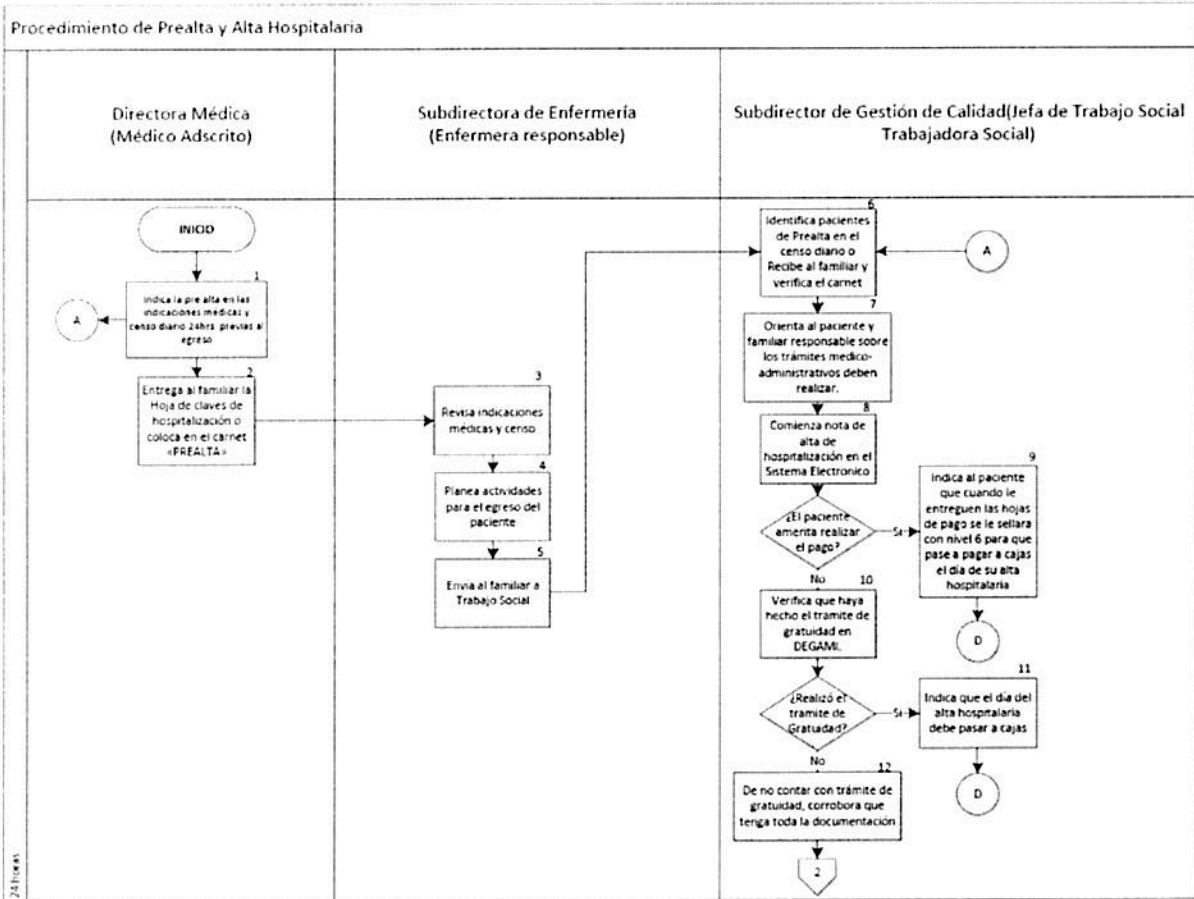 Procedimiento de Prealta y Alta Hospitalaria
Directora Médica
(Médico Adscrito)
Subdirectora de Enfermería
(Enfermera responsable)
Subdirector de Gestión de Calidad(Jefa de Trabajo Social
Trabajadora Social)
INICIO
1
Indica la pre alta en las
indicaciones médicas y
censo diario 24hrs previas al
egreso
A
2
Entrega al familiar la
Hoja de claves de
hospitalización o
coloca en el carnet
«PREALTA»
3
Revisa indicaciones
médicas y censo
4
Planea actividades
para el egreso del
paciente
5
Envia al familiar a
Trabajo Social
6
Identifica pacientes
de Prealta en el
censo diario o
Recibe al familiar y
verifica el carnet
A
7
Orienta al paciente y
familiar responsable sobre
los trámites medico-
administrativos deben
realizar.
8
Comienza nota de
alta de
hospitalización en el
Sistema Electronico
¿El paciente
amerita realizar
el pago?
Si
9
Indica al paciente
que cuando le
entreguen las hojas
de pago se le sellara
con nivel 6 para que
pase a pagar a cajas
el día de su alta
hospitalaria
D
No
10
Verifica que haya
hecho el tramite de
gratuidad en
DEGAMI.
¿Realizó el
tramite de
Gratuidad?
Si
11
Indica que el día del
alta hospitalaria
debe pasar a cajas
D
No
12
De no contar con trámite de
gratuidad, corrobora que
tenga toda la documentación
2
24 horas